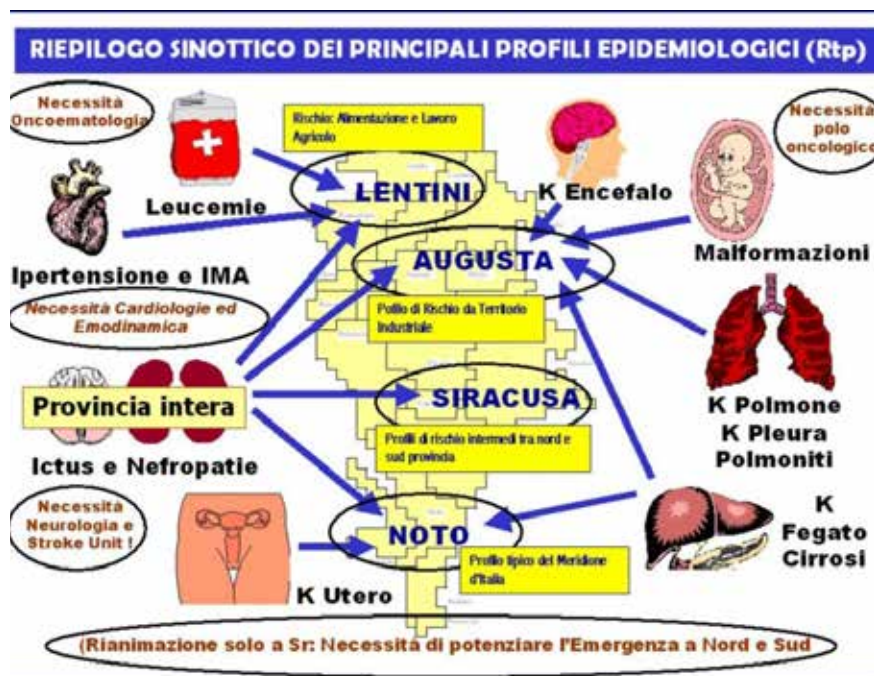 RIEPILOGO SINOTTICO DEI PRINCIPALI PROFILI EPIDEMIOLOGICI (Rtp)
Necessità
Oncoematologia
Rischio: Alimentazione e Lavoro
Agricolo
Necessità
polo
oncologico
LENTINI
K Encefalo
Leucemie
Malformazioni
Ipertensione e IMA
AUGUSTA
Necessità Cardiologie ed
Emodinamica
Polilo di Rischio da Territorio
Industriale
Provincia intera
SIRACUSA
K Polmone
K Pleura
Polmoniti
Profili di rischio intermedi tra nord e
sud provincia
Ictus e Nefropatie
Necessità
Neurologia e
Stroke Unit !
NOTO
K
Fegato
Cirrosi
Profilo tipico del Meridione
d'Italia
K Utero
(Rianimazione solo a Sr: Necessità di potenziare l'Emergenza a Nord e Sud